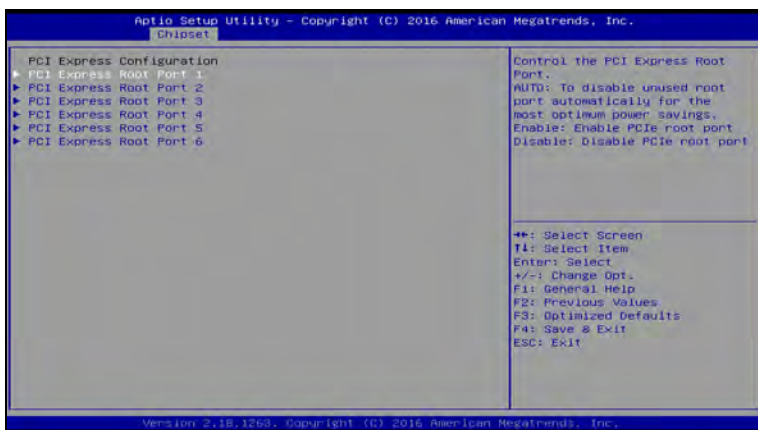 Aptio Setup Utility – Copyright (C) 2016 American Megatrends, Inc.
Chipset
PCI Express Configuration
▶ PCI Express Root Port 1
▶ PCI Express Root Port 2
▶ PCI Express Root Port 3
▶ PCI Express Root Port 4
▶ PCI Express Root Port 5
▶ PCI Express Root Port 6
Control the PCI Express Root
Port.
AUTO: To disable unused root
port automatically for the
most optimum power savings.
Enable: Enable PCIe root port
Disable: Disable PCIe root port
→←: Select Screen
↑↓: Select Item
Enter: Select
+/-: Change Opt.
F1: General Help
F2: Previous Values
F3: Optimized Defaults
F4: Save & Exit
ESC: Exit
Version 2.18.1263. Copyright (C) 2016 American Megatrends, Inc.